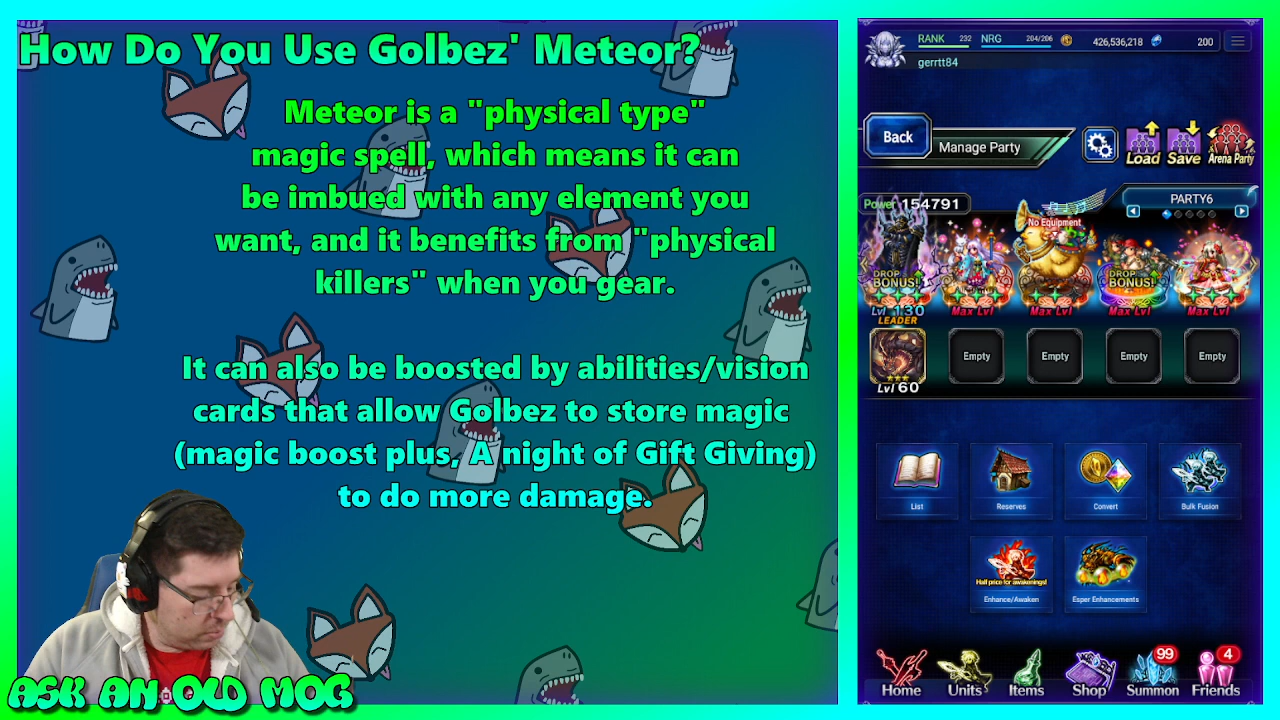 How Do You Use Golbez' Meteor?
Meteor is a "physical type"
magic spell, which means it can
be imbued with any element you
want, and it benefits from "physical
killers" when you gear.
It can also be boosted by abilities/vision
cards that allow Golbez to store magic
(magic boost plus, A night of Gift Giving)
to do more damage.
ASK AN OLD MOG
RANK 232 NRG 204/206 426,536,218 200
gerrtt84
Back
Manage Party
Load Save Arena Party
Power 154791
PARTY6
No Equipment
DROP BONUS!
DROP BONUS!
Lvl 130 Max Lvl Max Lvl Max Lvl Max Lvl
LEADER
Empty Empty Empty Empty
Lvl 60
List Reserves Convert Bulk Fusion
Half price for awakenings!
Enhance/Awaken Esper Enhancements
99 4
Home Units Items Shop Summon Friends